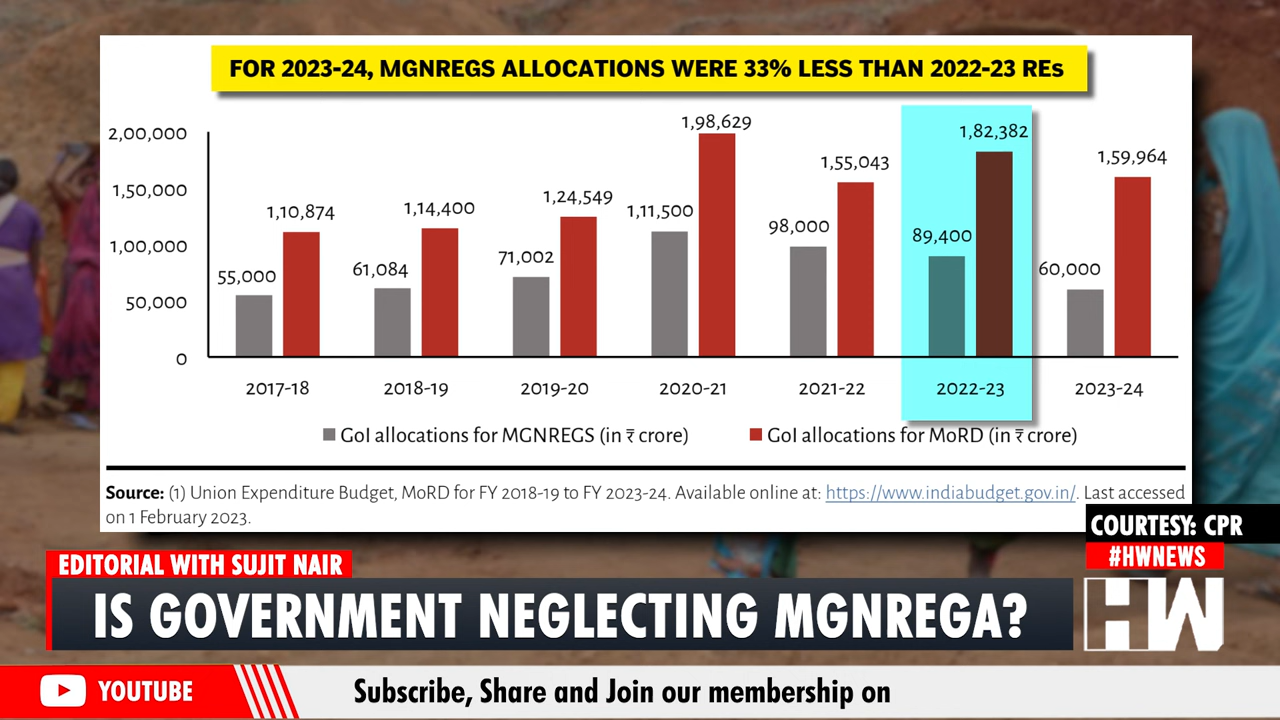 FOR 2023-24, MGNREGS ALLOCATIONS WERE 33% LESS THAN 2022-23 REs
2,00,000
1,50,000
1,00,000
50,000
0
55,000
1,10,874
61,084
1,14,400
71,002
1,24,549
1,11,500
1,98,629
98,000
1,55,043
89,400
1,82,382
60,000
1,59,964
2017-18
2018-19
2019-20
2020-21
2021-22
2022-23
2023-24
GoI allocations for MGNREGS (in ₹ crore)
GoI allocations for MoRD (in ₹ crore)
Source: (1) Union Expenditure Budget, MoRD for FY 2018-19 to FY 2023-24. Available online at: https://www.indiabudget.gov.in/. Last accessed
on 1 February 2023.
COURTESY: CPR
#HWNEWS
HW
EDITORIAL WITH SUJIT NAIR
IS GOVERNMENT NEGLECTING MGNREGA?
YOUTUBE
Subscribe, Share and Join our membership on